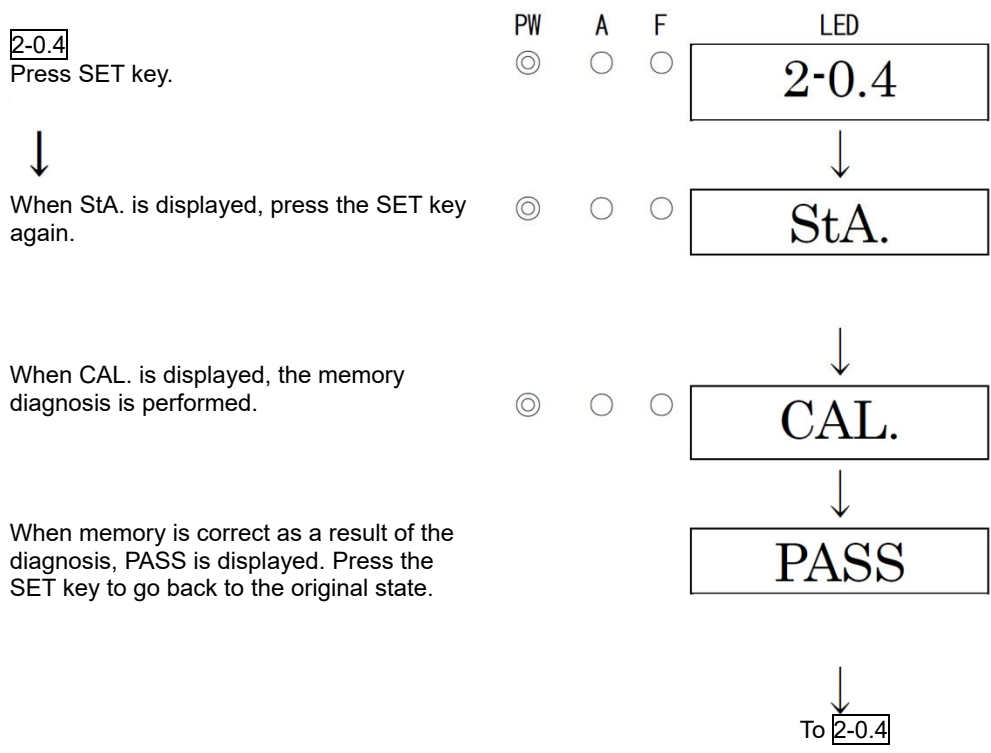 PW A F LED
2-0.4
Press SET key.
2-0.4
When StA. is displayed, press the SET key
again.
StA.
When CAL. is displayed, the memory
diagnosis is performed.
CAL.
When memory is correct as a result of the
diagnosis, PASS is displayed. Press the
SET key to go back to the original state.
PASS
To 2-0.4